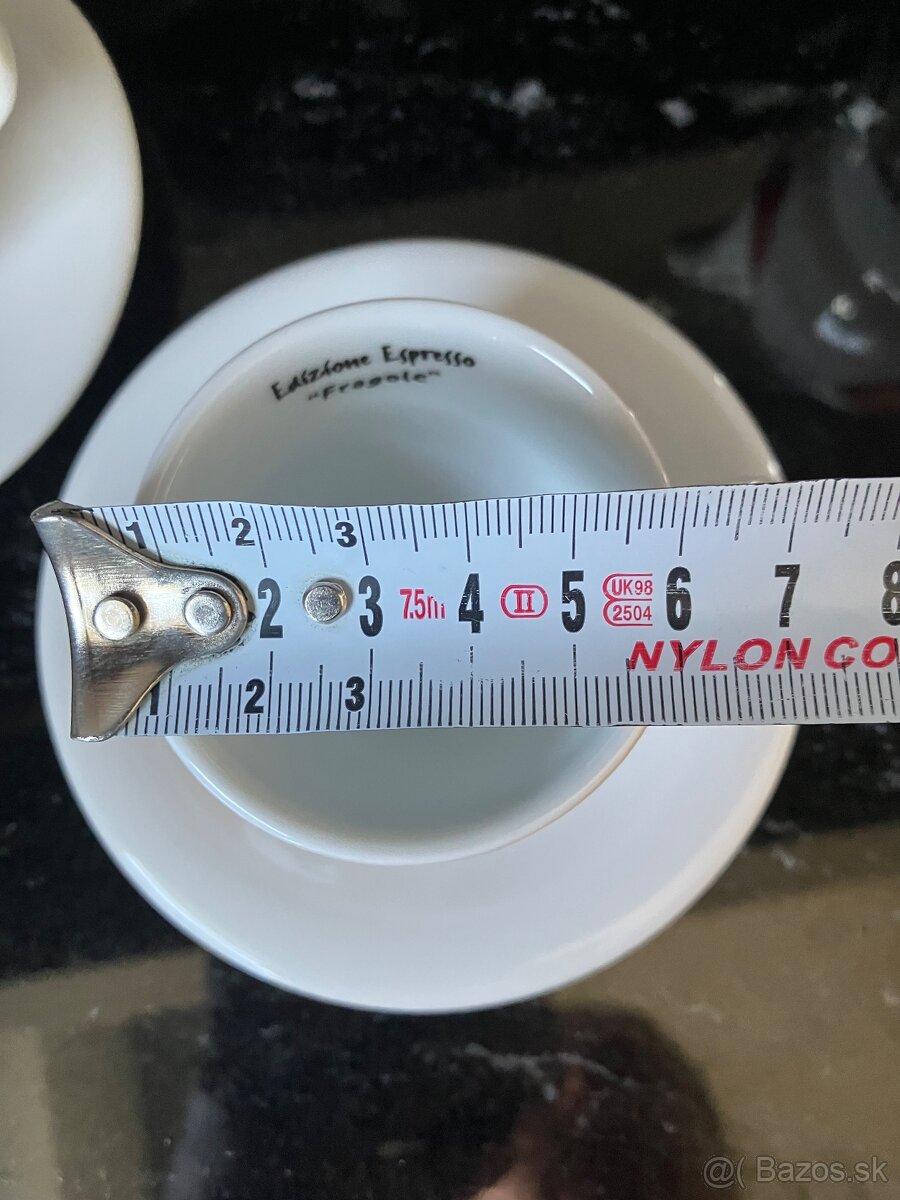 Edizione Espresso
"Fragole"
1 2 3
2 3 7.5m 4 II 5 UK98 6 7 8
2504
NYLON CO
1 2 3
@( Bazos.sk